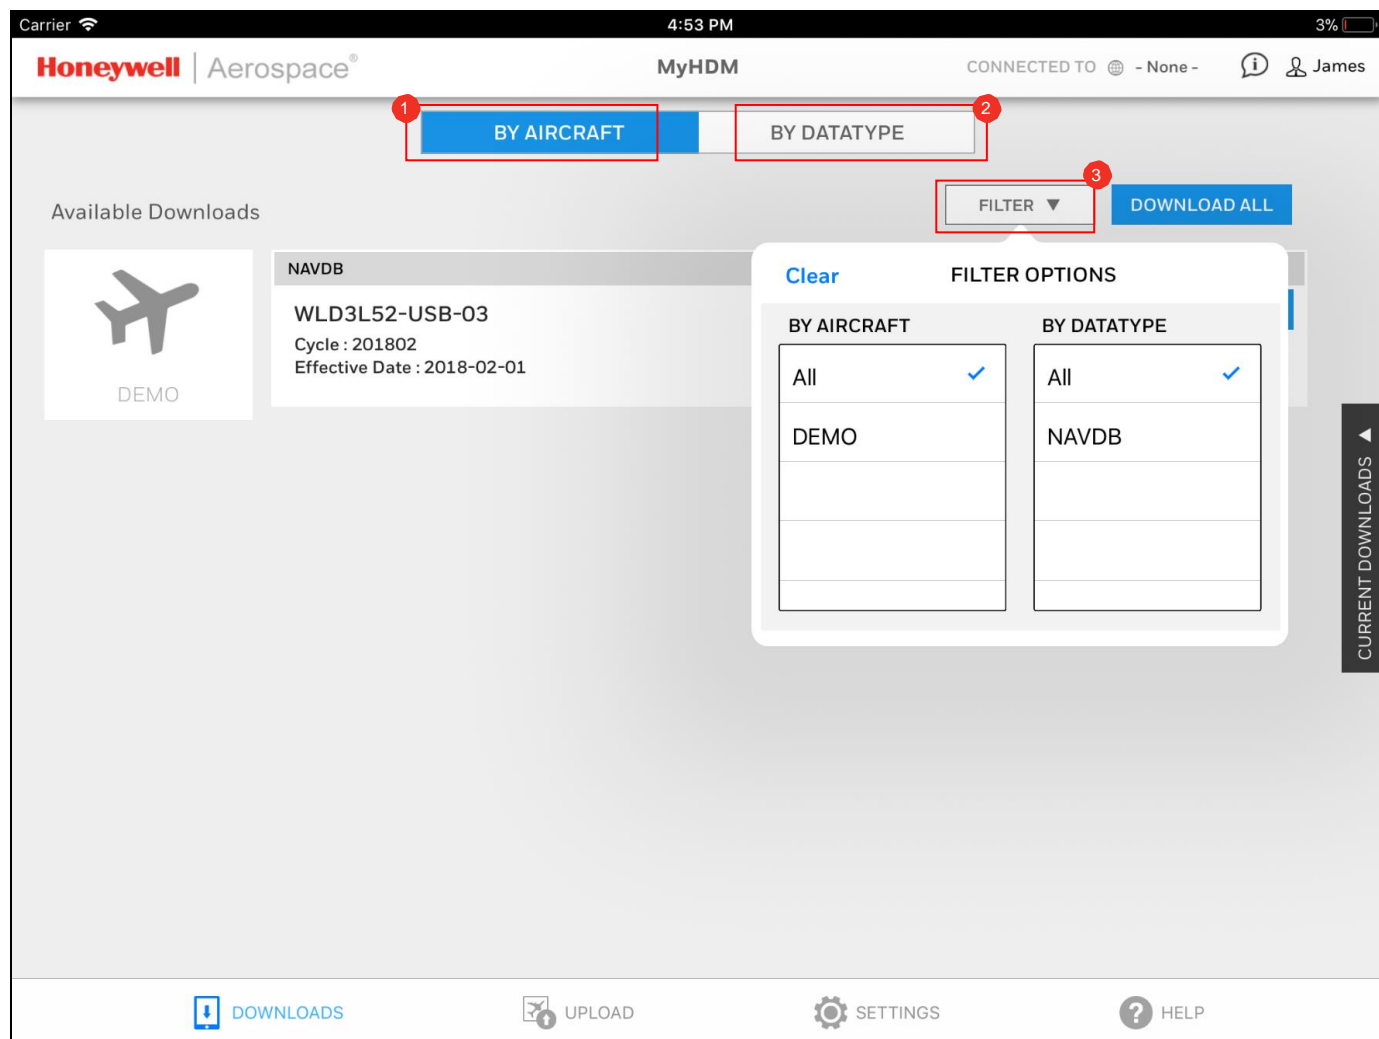 Carrier 4:53 PM 3%
Honeywell | Aerospace® MyHDM CONNECTED TO - None - James
1 2
BY AIRCRAFT BY DATATYPE
3
Available Downloads FILTER ▼ DOWNLOAD ALL
NAVDB
WLD3L52-USB-03
Cycle : 201802
Effective Date : 2018-02-01
DEMO
Clear FILTER OPTIONS
BY AIRCRAFT BY DATATYPE
All All
DEMO NAVDB
CURRENT DOWNLOADS
DOWNLOADS UPLOAD SETTINGS HELP